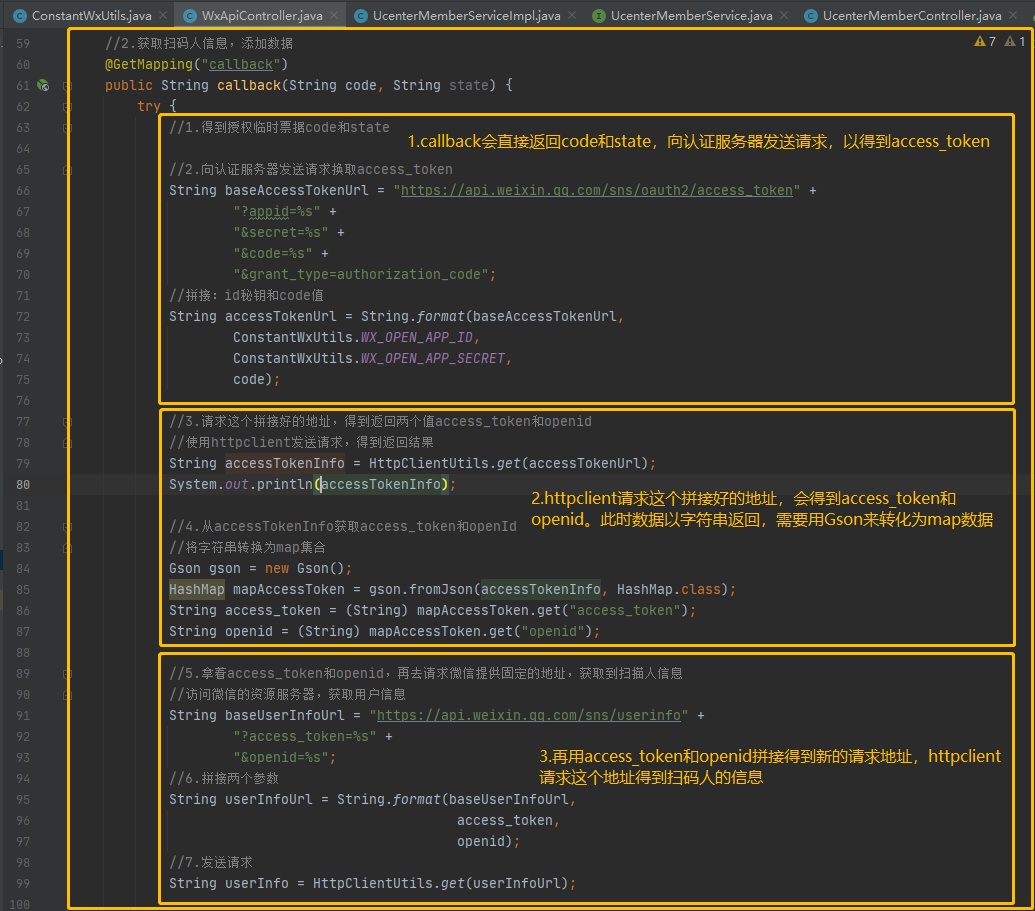 ConstantWxUtils.java × WxApiController.java × UcenterMemberServiceImpl.java × UcenterMemberService.java × UcenterMemberController.java ×
7 1
59 //2.获取扫码人信息，添加数据
60 @GetMapping("callback")
61 public String callback(String code, String state) {
62 try {
63 //1.得到授权临时票据code和state
1.callback会直接返回code和state，向认证服务器发送请求，以得到access_token
64
65 //2.向认证服务器发送请求换取access_token
66 String baseAccessTokenUrl = "https://api.weixin.qq.com/sns/oauth2/access_token" +
67 "?appid=%s" +
68 "&secret=%s" +
69 "&code=%s" +
70 "&grant_type=authorization_code";
71 //拼接：id秘钥和code值
72 String accessTokenUrl = String.format(baseAccessTokenUrl,
73 ConstantWxUtils.WX_OPEN_APP_ID,
74 ConstantWxUtils.WX_OPEN_APP_SECRET,
75 code);
76
77 //3.请求这个拼接好的地址，得到返回两个值access_token和openid
78 //使用httpclient发送请求，得到返回结果
79 String accessTokenInfo = HttpClientUtils.get(accessTokenUrl);
80 System.out.println(accessTokenInfo);
81
2.httpclient请求这个拼接好的地址，会得到access_token和
openid。此时数据以字符串返回，需要用Gson来转化为map数据
82 //4.从accessTokenInfo获取access_token和openId
83 //将字符串转换为map集合
84 Gson gson = new Gson();
85 HashMap mapAccessToken = gson.fromJson(accessTokenInfo, HashMap.class);
86 String access_token = (String) mapAccessToken.get("access_token");
87 String openid = (String) mapAccessToken.get("openid");
88
89 //5.拿着access_token和openid，再去请求微信提供固定的地址，获取到扫描人信息
90 //访问微信的资源服务器，获取用户信息
91 String baseUserInfoUrl = "https://api.weixin.qq.com/sns/userinfo" +
92 "?access_token=%s" +
93 "&openid=%s";
3.再用access_token和openid拼接得到新的请求地址，httpclient
请求这个地址得到扫码人的信息
94 //6.拼接两个参数
95 String userInfoUrl = String.format(baseUserInfoUrl,
96 access_token,
97 openid);
98 //7.发送请求
99 String userInfo = HttpClientUtils.get(userInfoUrl);
100